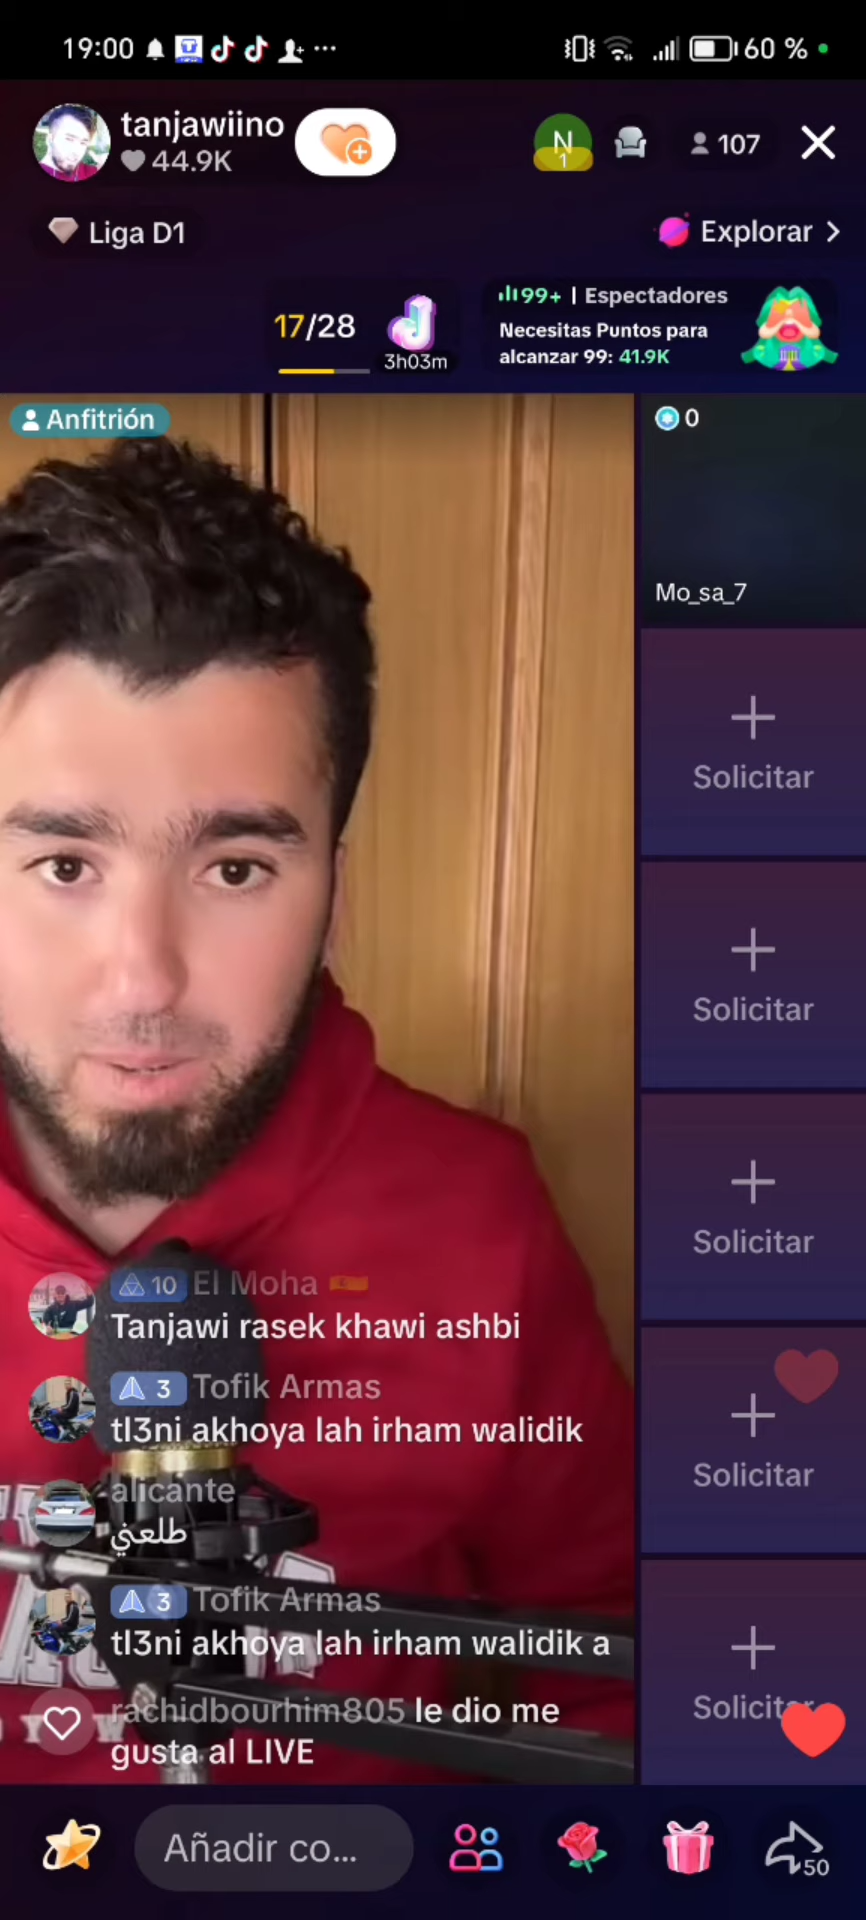 19:00 ... 60 %
tanjawiino
44.9K
N
1
107
Liga D1
Explorar
17/28
3h03m
99+ | Espectadores
Necesitas Puntos para
alcanzar 99: 41.9K
Anfitrión
0
Mo_sa_7
Solicitar
Solicitar
Solicitar
Solicitar
Solicitar
10 El Moha
Tanjawi rasek khawi ashbi
3 Tofik Armas
tl3ni akhoya lah irham walidik
alicante
طلعني
3 Tofik Armas
tl3ni akhoya lah irham walidik a
rachidbourhim805 le dio me
gusta al LIVE
Añadir co...
50